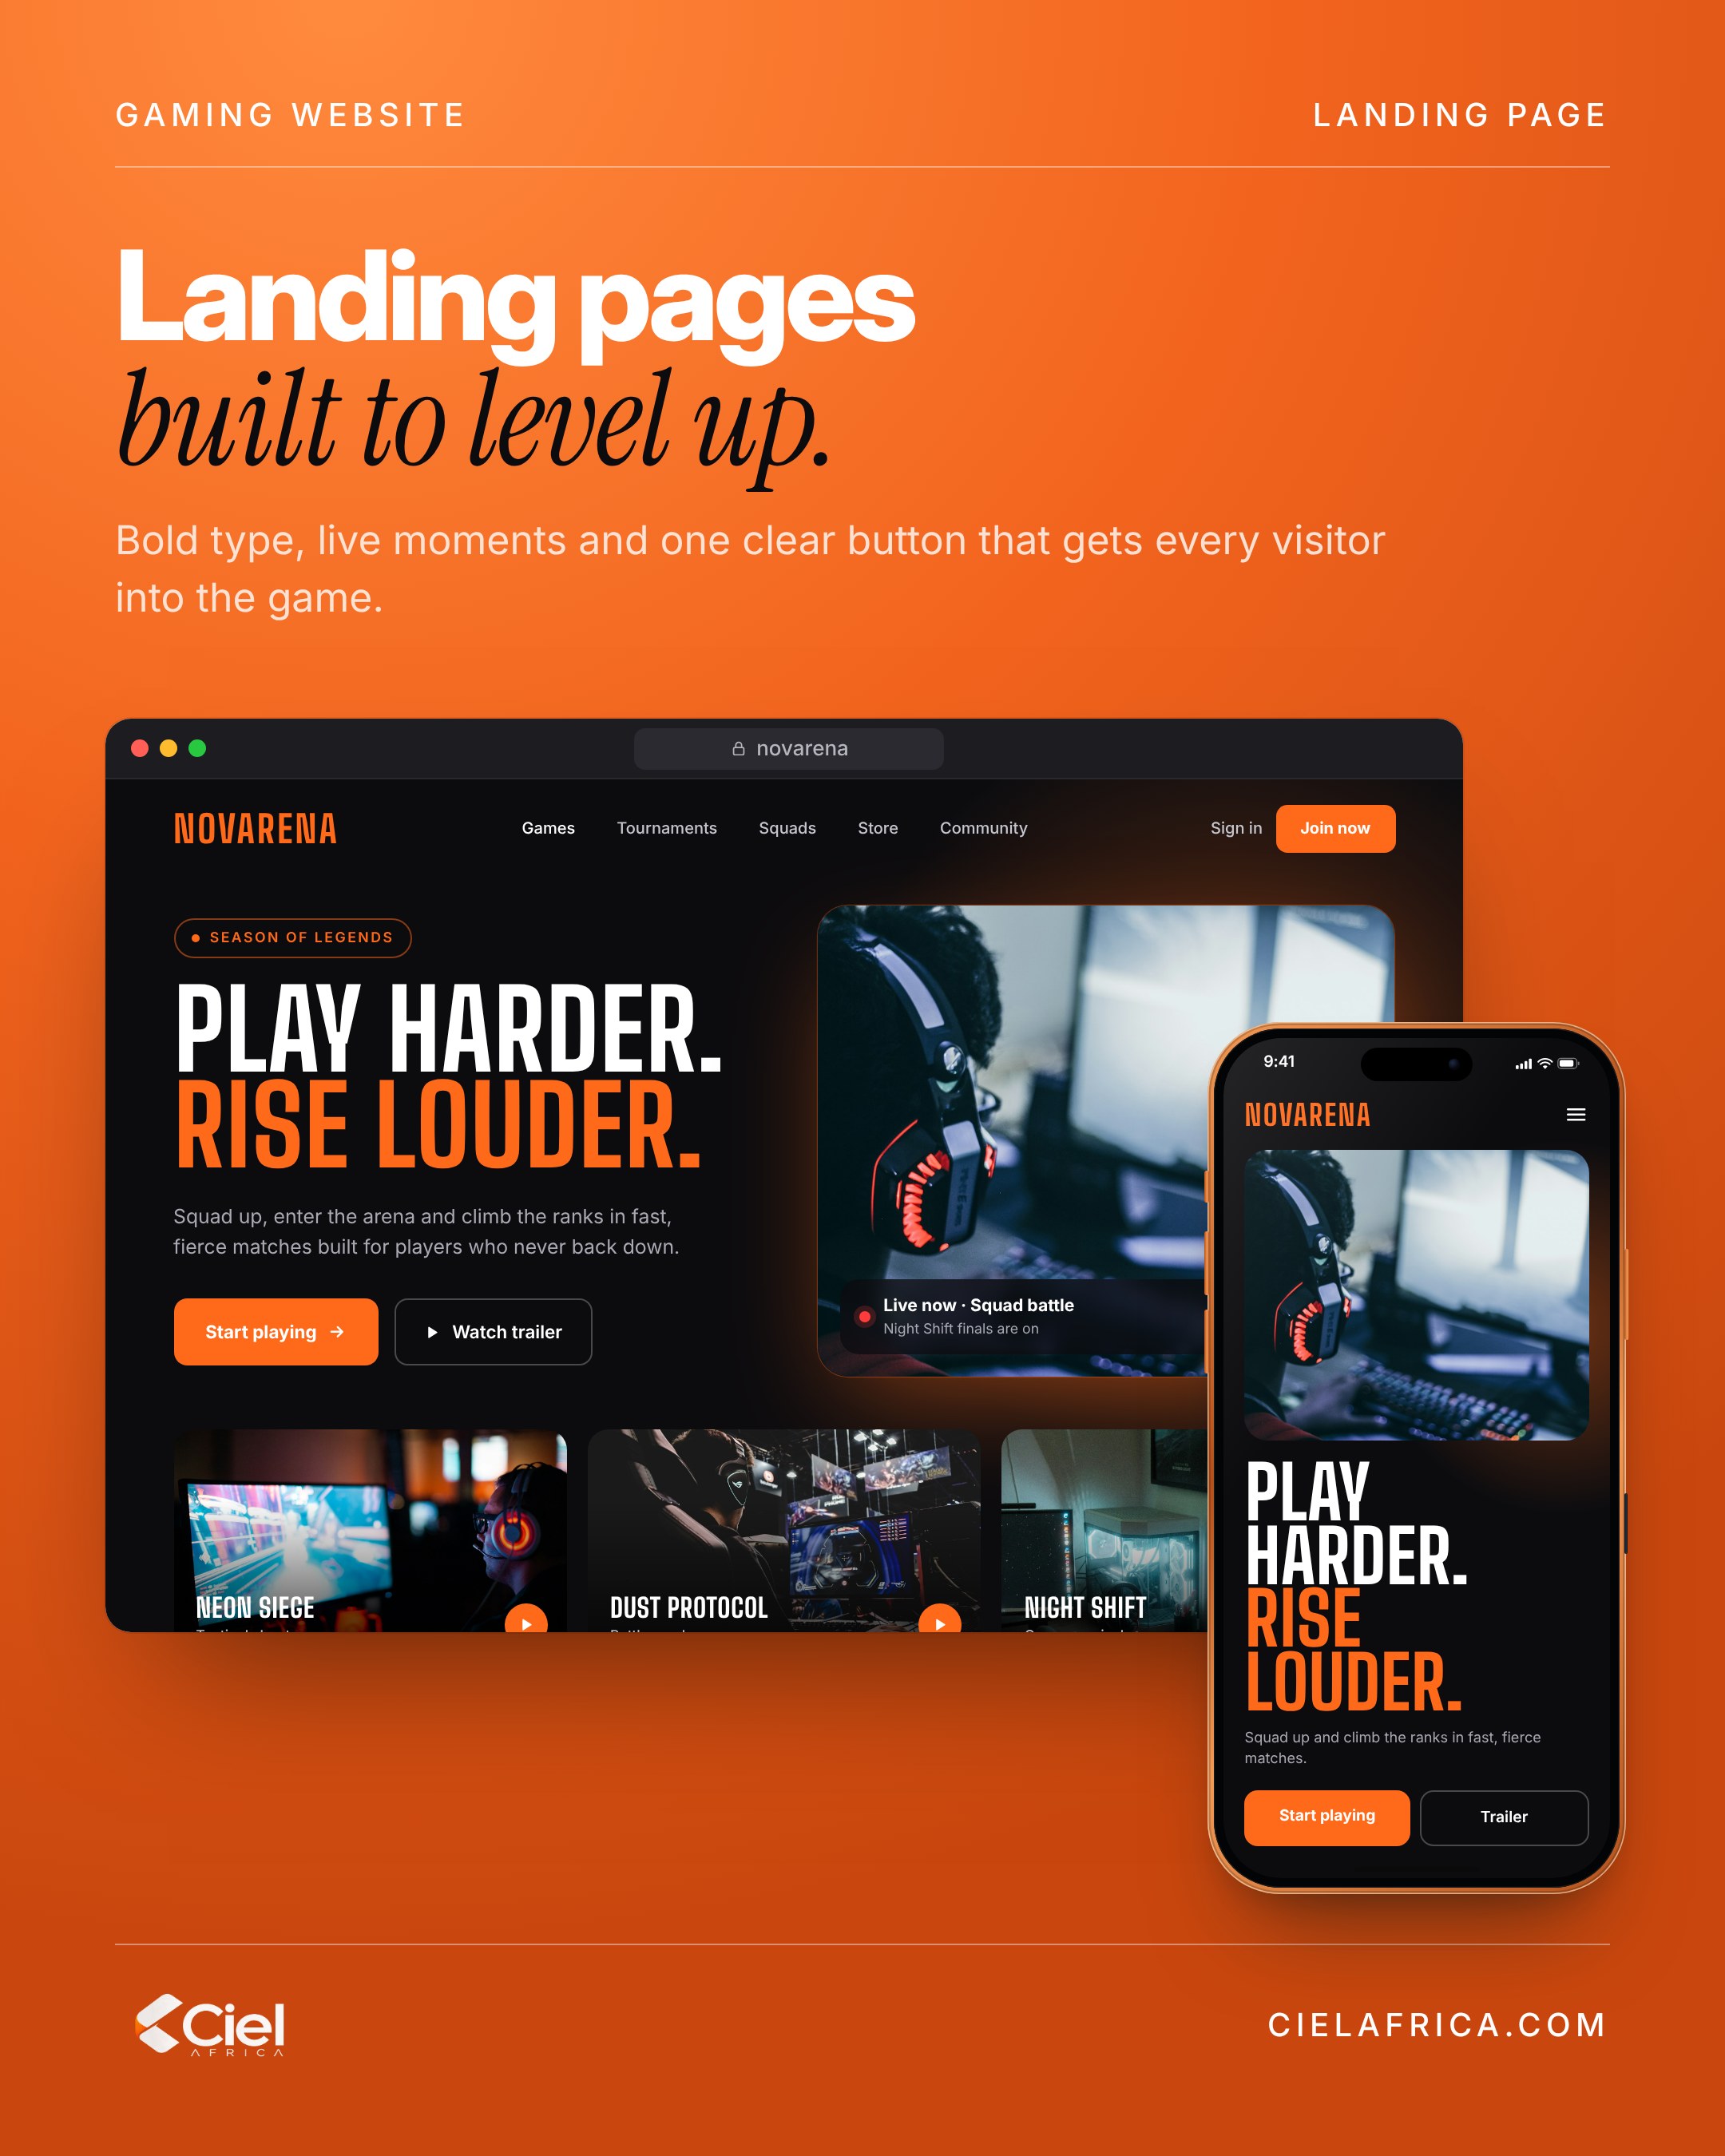 GAMING WEBSITE
LANDING PAGE
Landing pages
built to level up.
Bold type, live moments and one clear button that gets every visitor
into the game.
novarena
NOVARENA
Games
Tournaments
Squads
Store
Community
Sign in
Join now
SEASON OF LEGENDS
PLAY HARDER.
RISE LOUDER.
Squad up, enter the arena and climb the ranks in fast,
fierce matches built for players who never back down.
Start playing
Watch trailer
Live now · Squad battle
Night Shift finals are on
NEON SIEGE
DUST PROTOCOL
NIGHT SHIFT
9:41
NOVARENA
PLAY
HARDER.
RISE
LOUDER.
Squad up and climb the ranks in fast, fierce
matches.
Start playing
Trailer
Ciel
AFRICA
CIELAFRICA.COM